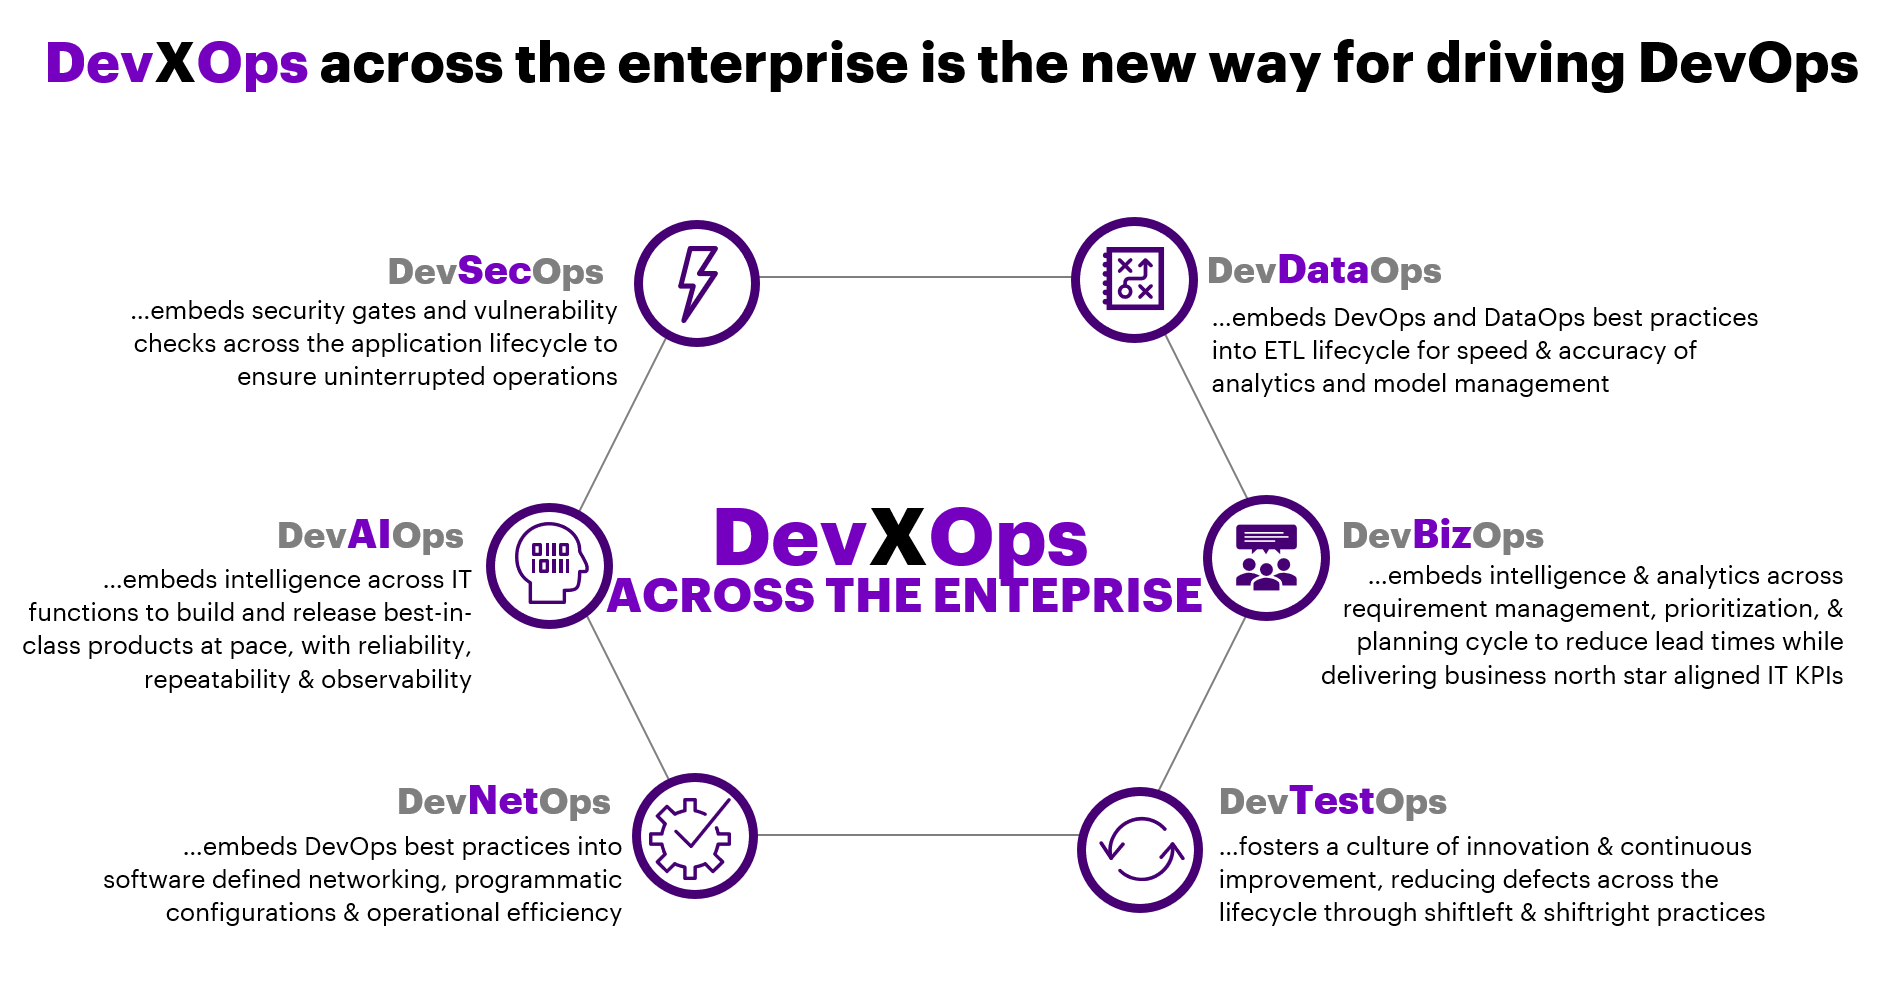 DevXOps across the enterprise is the new way for driving DevOps
DevSecOps
...embeds security gates and vulnerability
checks across the application lifecycle to
ensure uninterrupted operations
DevDataOps
...embeds DevOps and DataOps best practices
into ETL lifecycle for speed & accuracy of
analytics and model management
DevAIOps
...embeds intelligence across IT
functions to build and release best-in-
class products at pace, with reliability,
repeatability & observability
0110
10111
DevXOps
ACROSS THE ENTEPRISE
DevBizOps
...embeds intelligence & analytics across
requirement management, prioritization, &
planning cycle to reduce lead times while
delivering business north star aligned IT KPIs
DevNetOps
...embeds DevOps best practices into
software defined networking, programmatic
configurations & operational efficiency
DevTestOps
...fosters a culture of innovation & continuous
improvement, reducing defects across the
lifecycle through shiftleft & shiftright practices